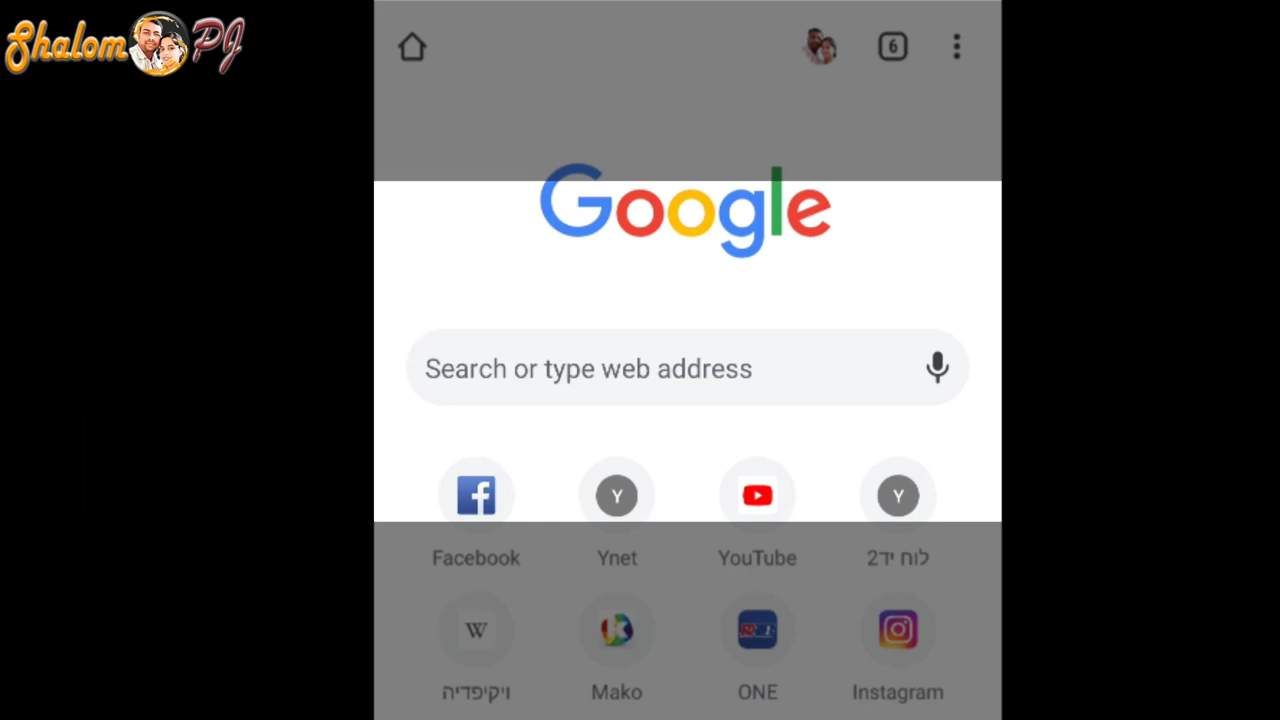 Shalom PJ
6
Google
Search or type web address
Y
Y
Facebook
Ynet
YouTube
לוח יד2
W
ויקיפדיה
Mako
ONE
Instagram